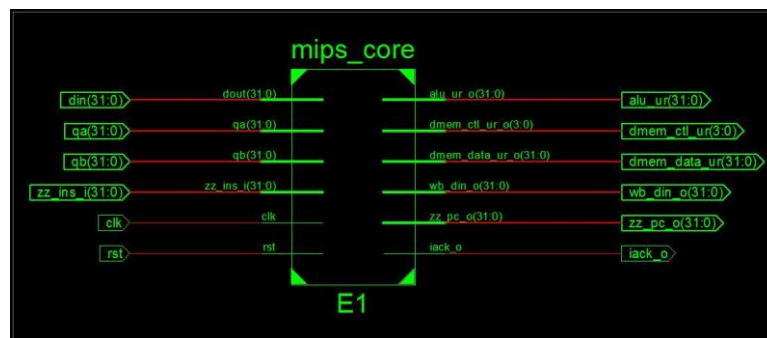 mips_core
din(31:0) dout(31:0) alu_ur_o(31:0) alu_ur(31:0)
qa(31:0) qa(31:0) dmem_ctl_ur_o(3:0) dmem_ctl_ur(3:0)
qb(31:0) qb(31:0) dmem_data_ur_o(31:0) dmem_data_ur(31:0)
zz_ins_i(31:0) zz_ins_i(31:0) wb_din_o(31:0) wb_din_o(31:0)
clk clk zz_pc_o(31:0) zz_pc_o(31:0)
rst rst iack_o iack_o
E1